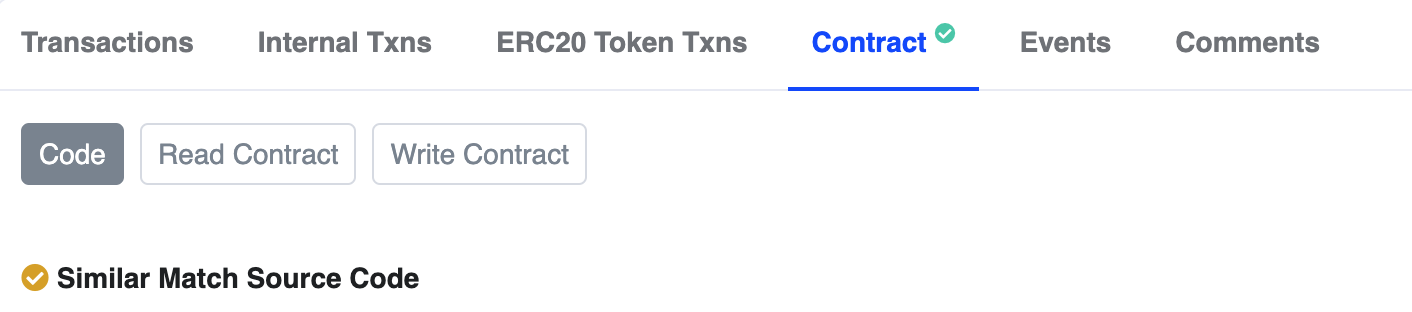 Transactions Internal Txns ERC20 Token Txns Contract Events Comments
Code Read Contract Write Contract
Similar Match Source Code